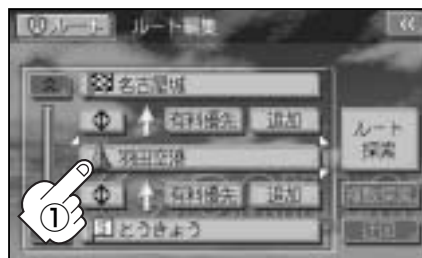 ルート ルート編集
名古屋城
有料優先 追加
羽田空港
有料優先 追加
①
とうきょう
ルート
探索